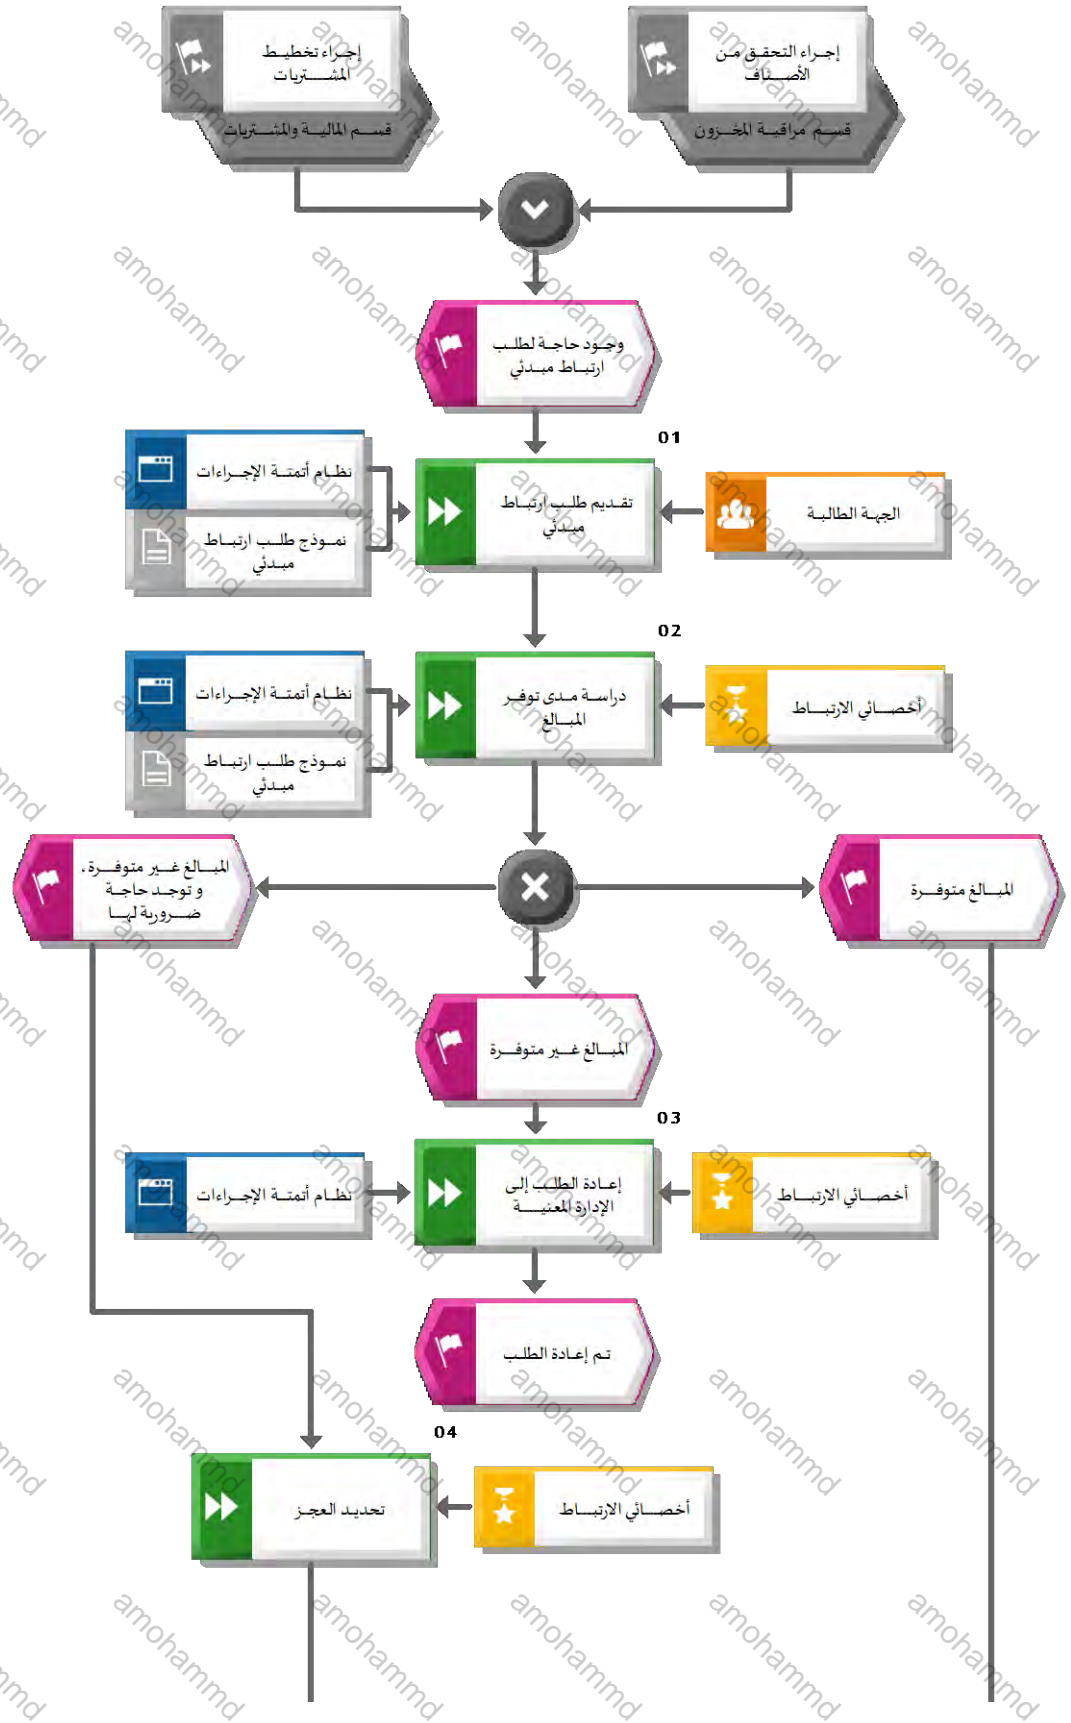 إجراء التحقق من
الأصناف
قسم مراقبة المخزون
إجراء تخطيط
المشتريات
قسم المالية والمشتريات
وجود حاجة لطلب
ارتباط مبدئي
01
الجهة الطالبة
تقديم طلب ارتباط
مبدئي
نظام أتمتة الإجراءات
نموذج طلب ارتباط
مبدئي
02
أخصائي الارتباط
دراسة مدى توفر
المبالغ
نظام أتمتة الإجراءات
نموذج طلب ارتباط
مبدئي
المبالغ متوفرة
المبالغ غير متوفرة،
و توجد حاجة
ضرورية لها
المبالغ غير متوفرة
03
أخصائي الارتباط
إعادة الطلب إلى
الإدارة المعنية
نظام أتمتة الإجراءات
تم إعادة الطلب
04
أخصائي الارتباط
تحديد العجز
amohammd